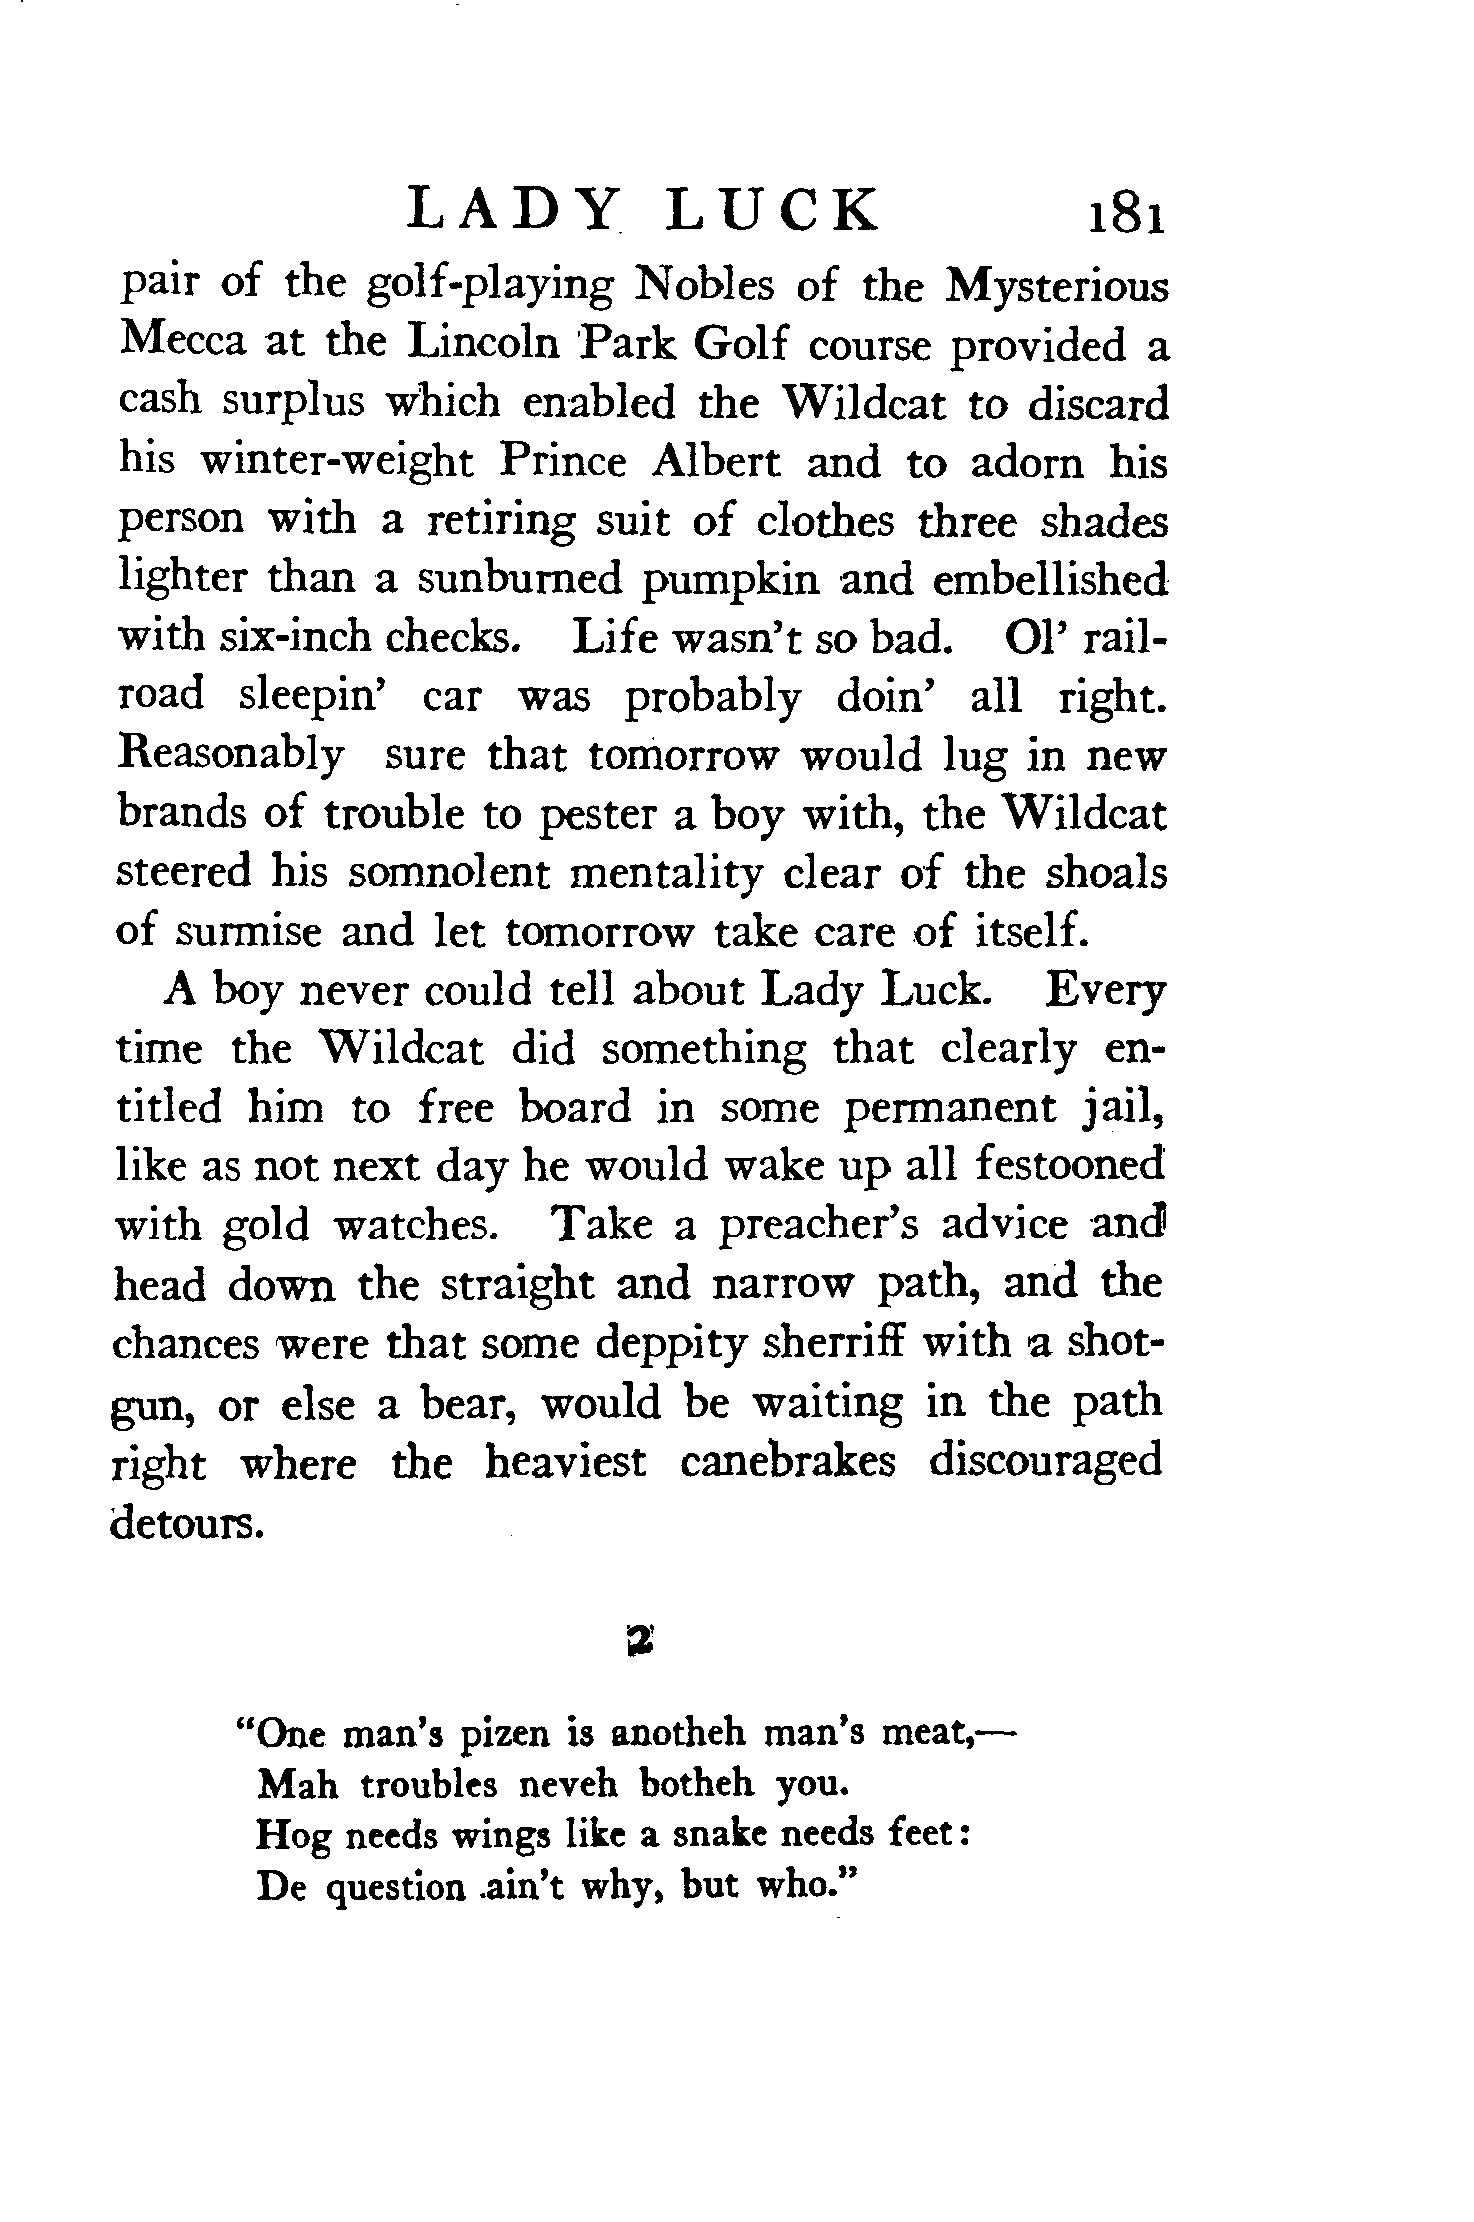 LADY LUCK 181
pair of the golf-playing Nobles of the Mysterious
Mecca at the Lincoln Park Golf course provided a
cash surplus which enabled the Wildcat to discard
his winter-weight Prince Albert and to adorn his
person with a retiring suit of clothes three shades
lighter than a sunburned pumpkin and embellished
with six-inch checks. Life wasn't so bad. Ol' rail-
road sleepin' car was probably doin' all right.
Reasonably sure that tomorrow would lug in new
brands of trouble to pester a boy with, the Wildcat
steered his somnolent mentality clear of the shoals
of surmise and let tomorrow take care of itself.
A boy never could tell about Lady Luck. Every
time the Wildcat did something that clearly en-
titled him to free board in some permanent jail,
like as not next day he would wake up all festooned
with gold watches. Take a preacher's advice and
head down the straight and narrow path, and the
chances were that some deppity sherriff with a shot-
gun, or else a bear, would be waiting in the path
right where the heaviest canebrakes discouraged
detours.
2
"One man's pizen is anotheh man's meat,—
Mah troubles neveh botheh you.
Hog needs wings like a snake needs feet:
De question ain't why, but who."